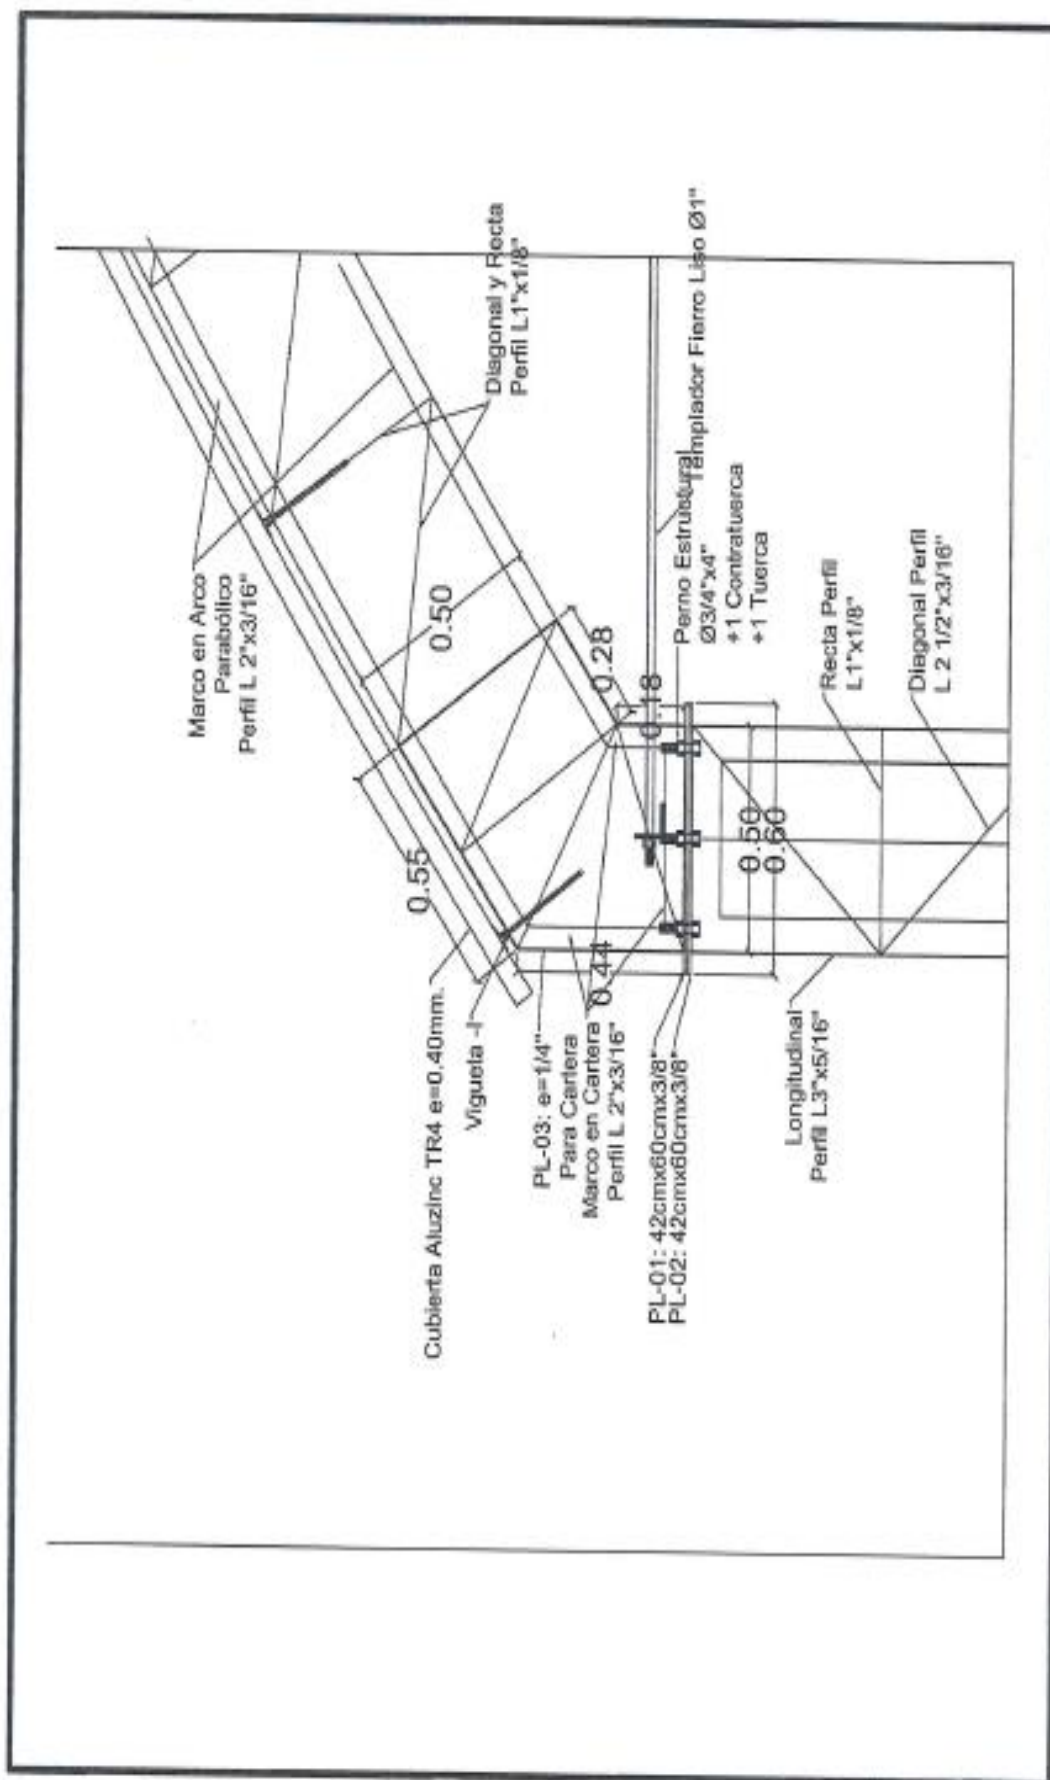 Marco en Arco
Parabólico
Perfil L 2"x3/16"
Diagonal y Recta
Perfil L1"x1/8"
Cubierta Aluzinc TR4 e=0.40mm.
0.55
0.50
Vigueta -I
0.28
0.18
PL-03: e=1/4"
Para Cartera
Marco en Cartera
Perfil L 2"x3/16"
0.44
Templador Fierro Liso Ø1"
Perno Estructural
Ø3/4"x4"
+1 Contratuerca
+1 Tuerca
PL-01: 42cmx60cmx3/8"
PL-02: 42cmx60cmx3/8"
0.50
0.60
Recta Perfil
L1"x1/8"
Diagonal Perfil
L 2 1/2"x3/16"
Longitudinal
Perfil L3"x5/16"